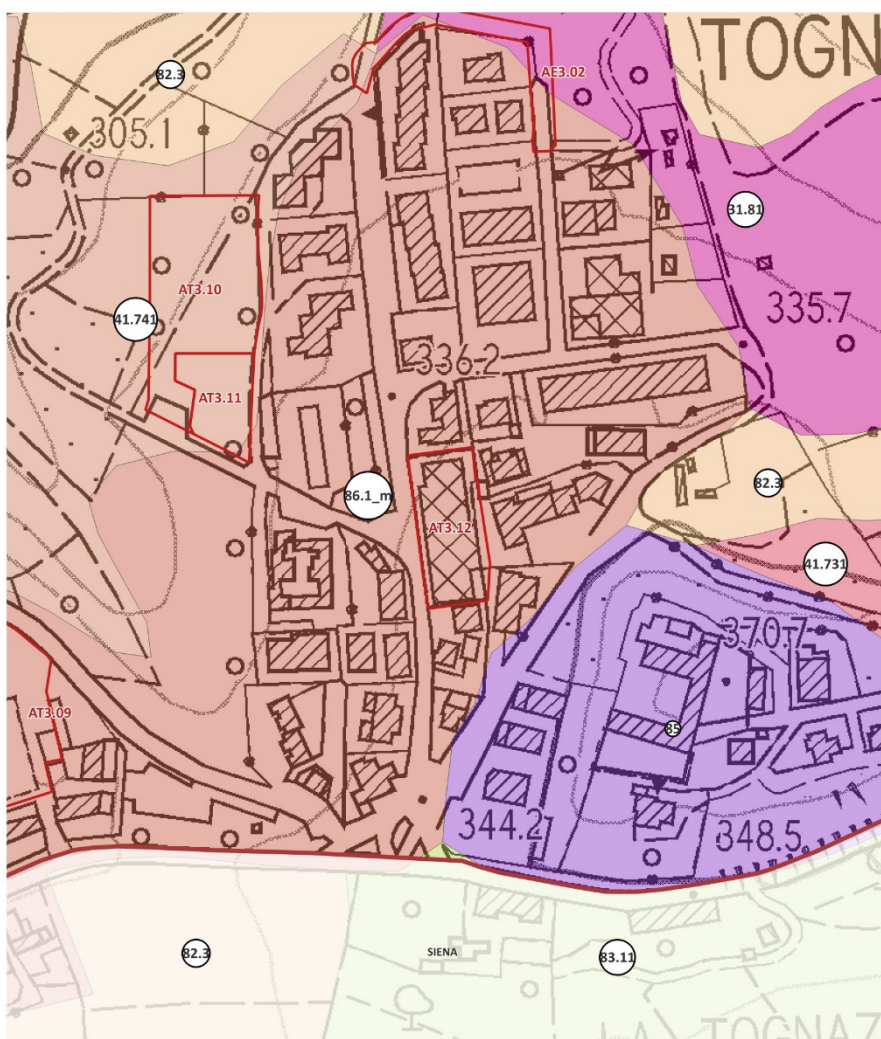 TOGN
82.3
AE3.02
305.1
31.81
AT3.10
41.741
335.7
336.2
AT3.11
82.3
86.1_m
AT3.12
41.731
370.7
AT3.09
85
344.2
348.5
82.3
SIENA
83.11
LA TOGNAZ